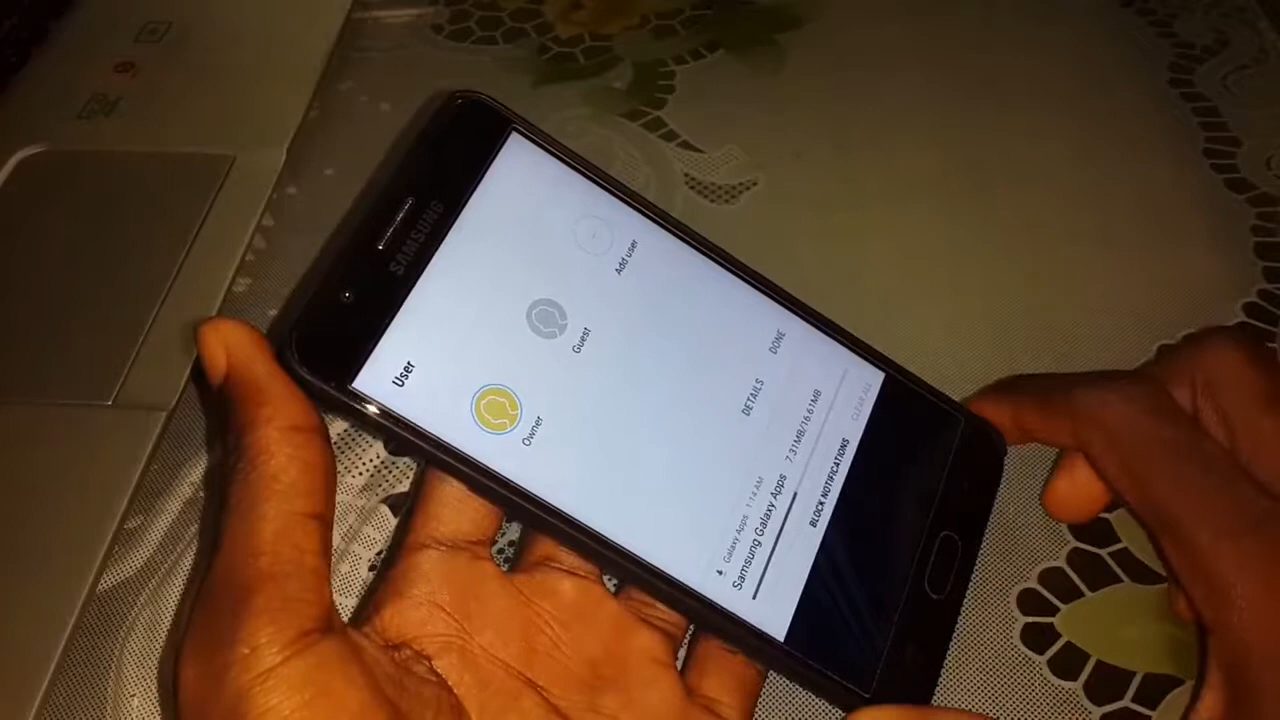 SAMSUNG
User
Owner
Guest
Add user
DETAILS
DONE
Galaxy Apps 1:14 AM
Samsung Galaxy Apps 7.31MB/16.61MB
BLOCK NOTIFICATIONS
CLEAR ALL